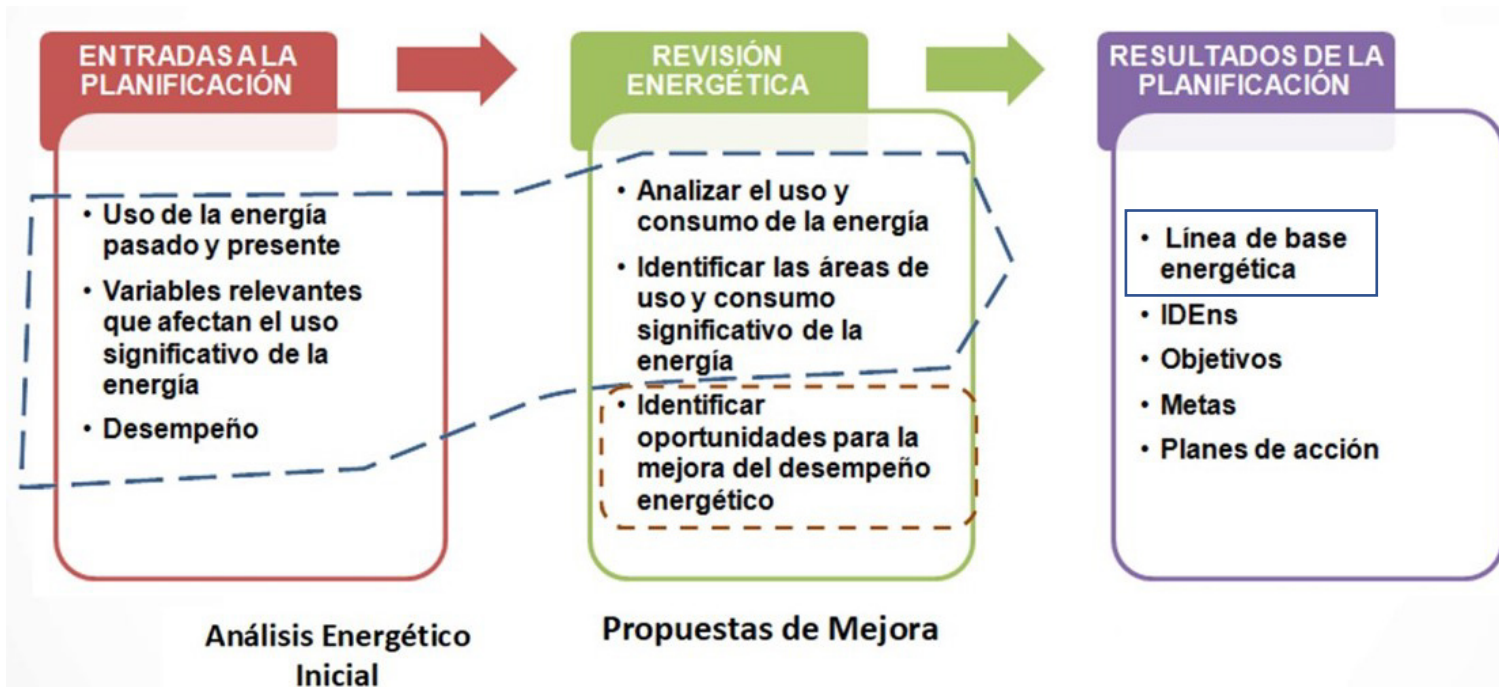 ENTRADAS A LA
PLANIFICACIÓN
• Uso de la energía
pasado y presente
• Variables relevantes
que afectan el uso
significativo de la
energía
• Desempeño
REVISIÓN
ENERGÉTICA
• Analizar el uso y
consumo de la energía
• Identificar las áreas de
uso y consumo
significativo de la
energía
• Identificar
oportunidades para la
mejora del desempeño
energético
RESULTADOS DE LA
PLANIFICACIÓN
• Línea de base
energética
• IDEns
• Objetivos
• Metas
• Planes de acción
Análisis Energético
Inicial
Propuestas de Mejora